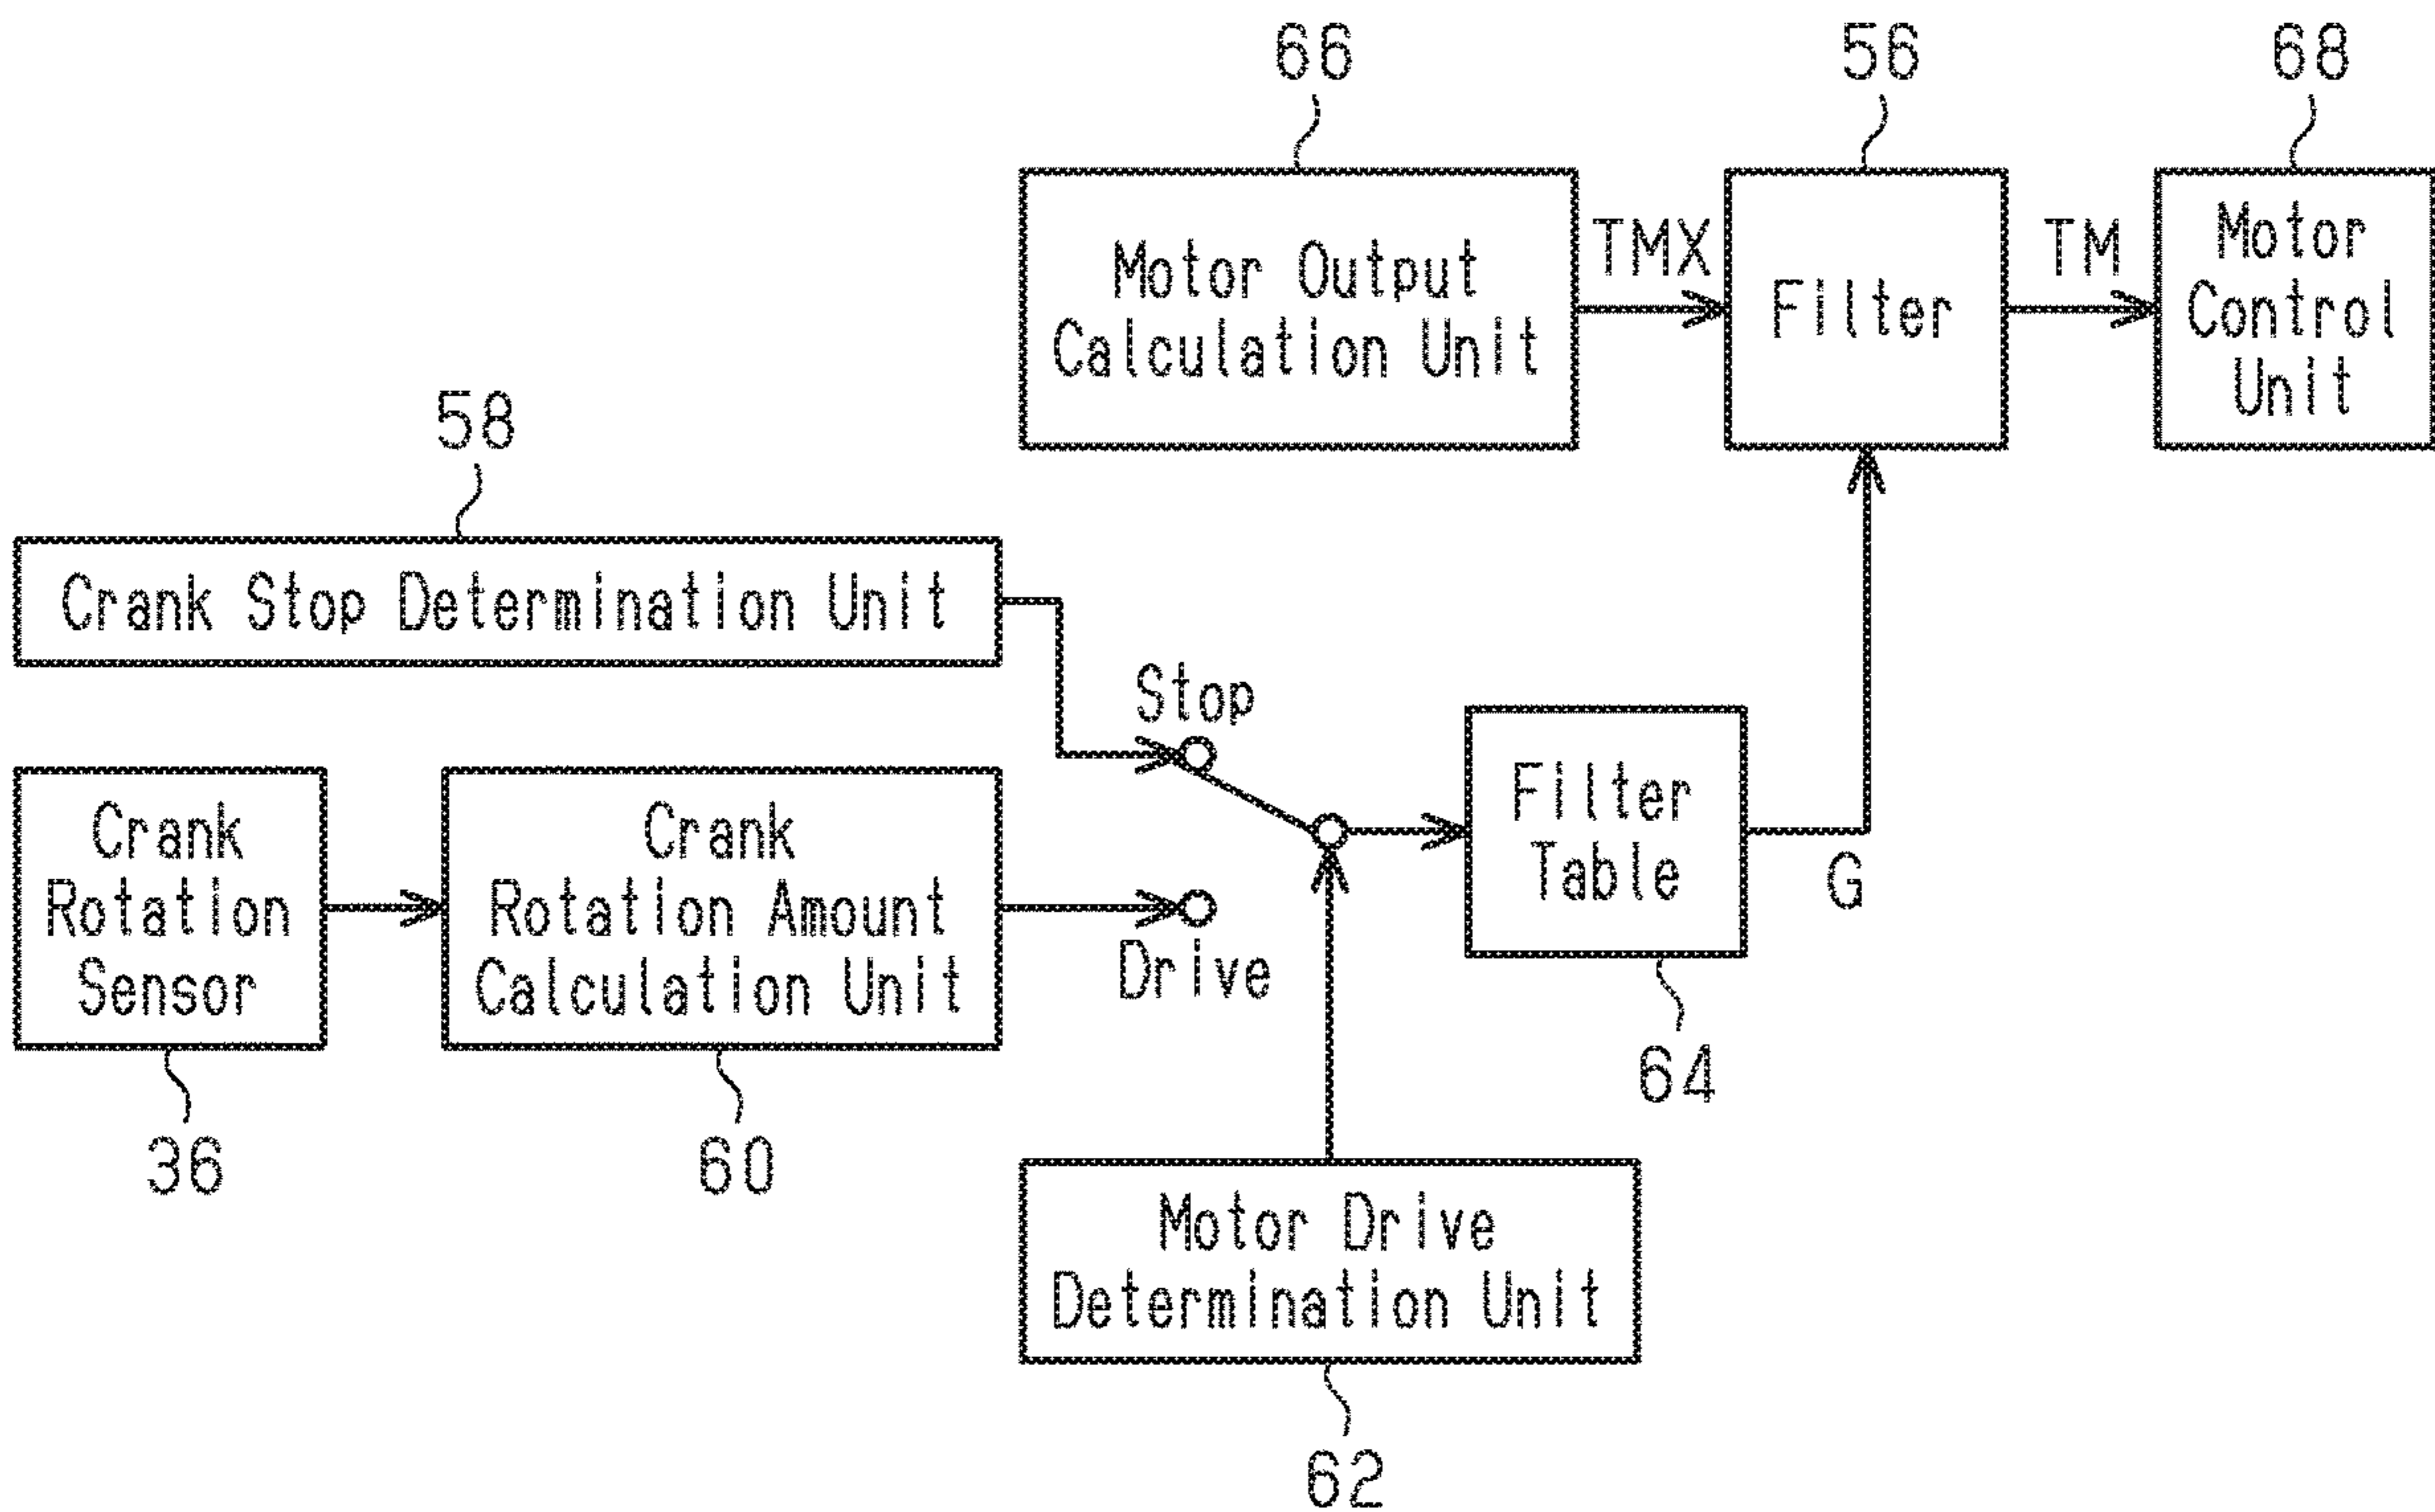 66
56
68
Motor Output
Calculation Unit
TMX
Filter
TM
Motor
Control
Unit
58
Crank Stop Determination Unit
Stop
Crank
Rotation
Sensor
Crank
Rotation Amount
Calculation Unit
Drive
Filter
Table
G
36
60
64
Motor Drive
Determination Unit
62